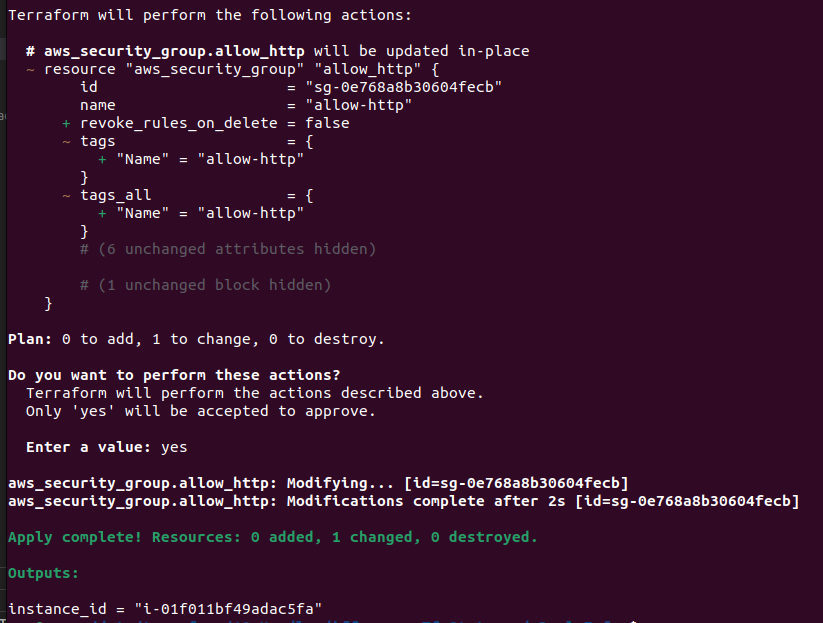 Terraform will perform the following actions:
# aws_security_group.allow_http will be updated in-place
~ resource "aws_security_group" "allow_http" {
id = "sg-0e768a8b30604fecb"
name = "allow-http"
+ revoke_rules_on_delete = false
~ tags = {
+ "Name" = "allow-http"
}
~ tags_all = {
+ "Name" = "allow-http"
}
# (6 unchanged attributes hidden)
# (1 unchanged block hidden)
}
Plan: 0 to add, 1 to change, 0 to destroy.
Do you want to perform these actions?
Terraform will perform the actions described above.
Only 'yes' will be accepted to approve.
Enter a value: yes
aws_security_group.allow_http: Modifying... [id=sg-0e768a8b30604fecb]
aws_security_group.allow_http: Modifications complete after 2s [id=sg-0e768a8b30604fecb]
Apply complete! Resources: 0 added, 1 changed, 0 destroyed.
Outputs:
instance_id = "i-01f011bf49adac5fa"